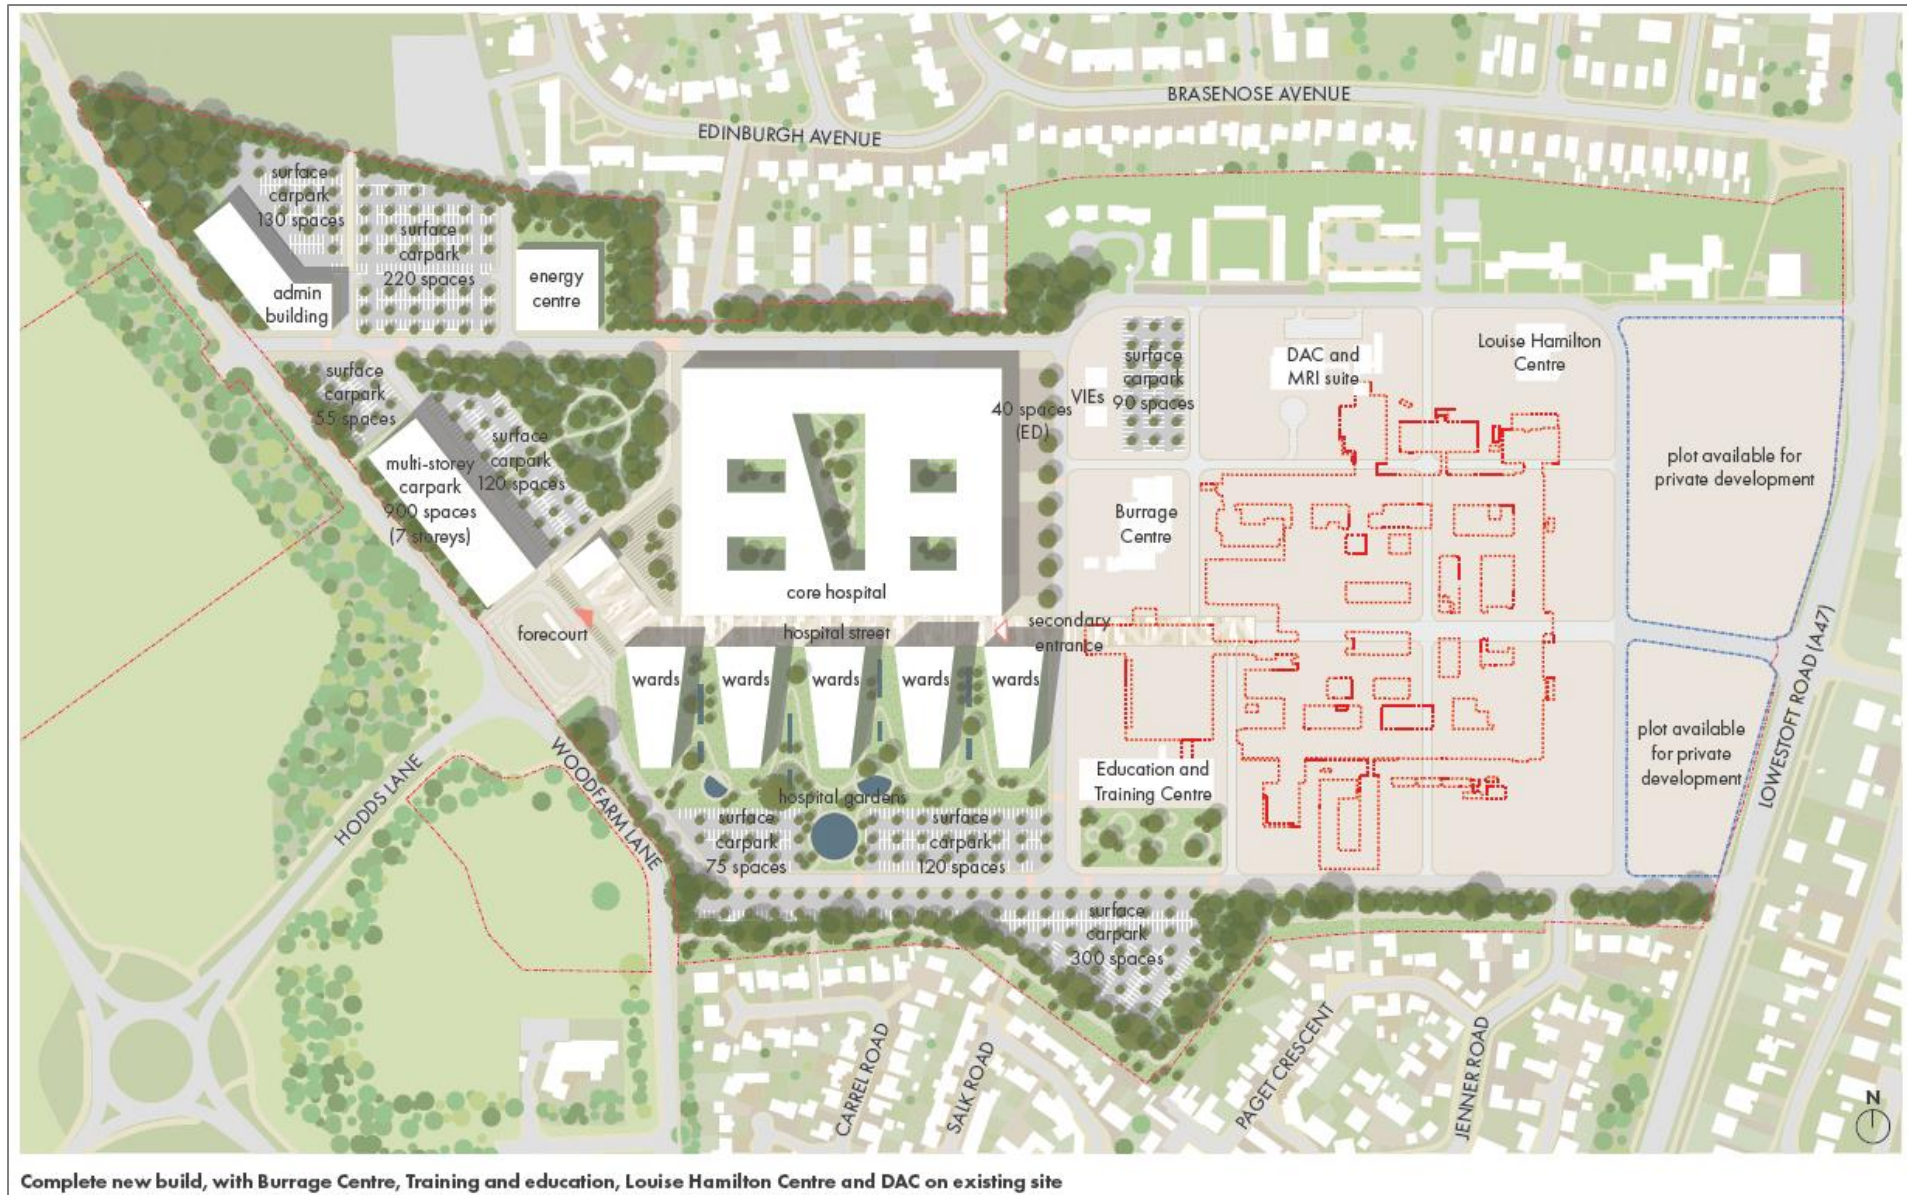 BRASENOSE AVENUE
EDINBURGH AVENUE
surface
carpark
130 spaces
surface
carpark
220 spaces
energy
centre
admin
building
surface
carpark
55 spaces
surface
carpark
120 spaces
multi-storey
carpark
900 spaces
(7 storeys)
40 spaces
(ED)
VIEs
surface
carpark
90 spaces
DAC and
MRI suite
Louise Hamilton
Centre
plot available for
private development
Burrage
Centre
core hospital
forecourt
hospital street
secondary
entrance
wards
wards
wards
wards
wards
plot available
for private
development
LOWESTOFT ROAD (A47)
HODDS LANE
WOODFARM LANE
hospital gardens
surface
carpark
75 spaces
surface
carpark
120 spaces
Education and
Training Centre
surface
carpark
300 spaces
CARREL ROAD
SALK ROAD
PAGET CRESCENT
JENNER ROAD
N
Complete new build, with Burrage Centre, Training and education, Louise Hamilton Centre and DAC on existing site